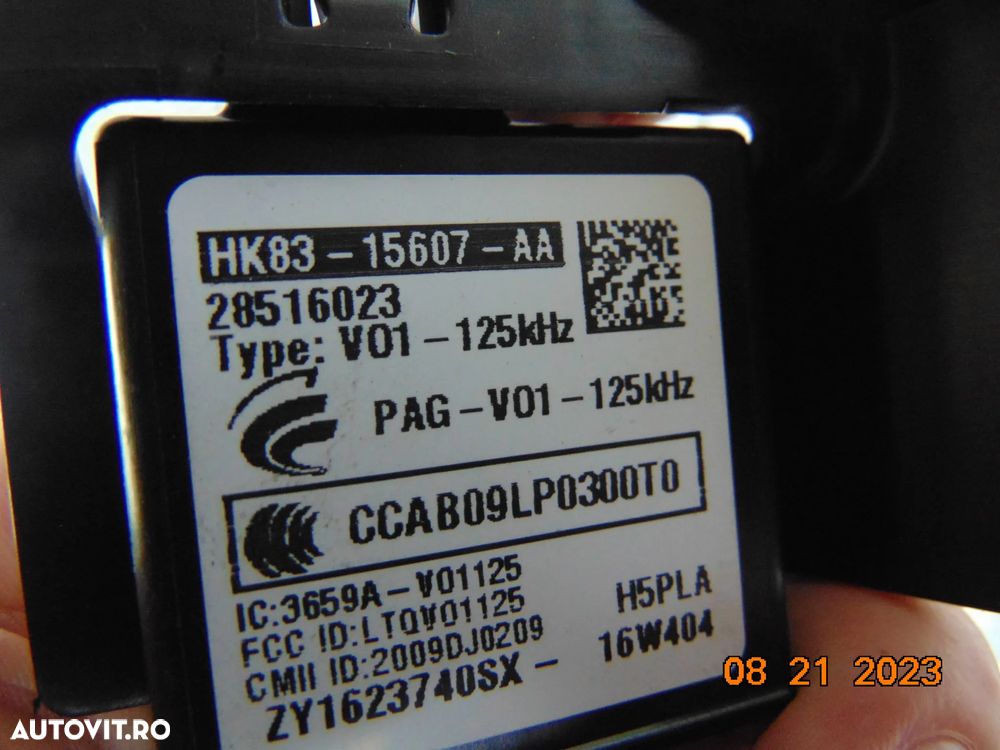 HK83-15607-AA
28516023
Type: V01-125kHz
PAG-V01-125kHz
CCAB09LP0300T0
IC:3659A-V01125
FCC ID:LTQV01125
H5PLA
CMII ID:2009DJ0209
16W404
ZY1623740SX-
08 21 2023
AUTOVIT.RO